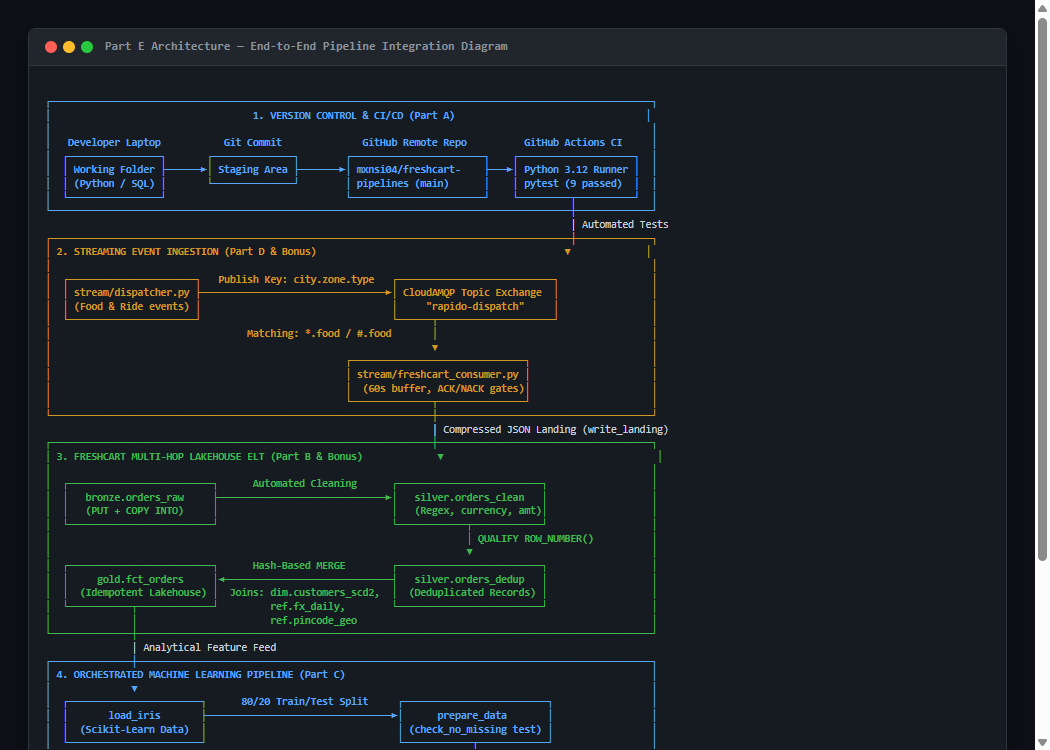 Part E Architecture — End-to-End Pipeline Integration Diagram
1. VERSION CONTROL & CI/CD (Part A)
Developer Laptop
Git Commit
GitHub Remote Repo
GitHub Actions CI
Working Folder
(Python / SQL)
Staging Area
mxnsi04/freshcart-
pipelines (main)
Python 3.12 Runner
pytest (9 passed)
Automated Tests
2. STREAMING EVENT INGESTION (Part D & Bonus)
stream/dispatcher.py
(Food & Ride events)
Publish Key: city.zone.type
CloudAMQP Topic Exchange
"rapido-dispatch"
Matching: *.food / #.food
stream/freshcart_consumer.py
(60s buffer, ACK/NACK gates)
Compressed JSON Landing (write_landing)
3. FRESHCART MULTI-HOP LAKEHOUSE ELT (Part B & Bonus)
bronze.orders_raw
(PUT + COPY INTO)
Automated Cleaning
silver.orders_clean
(Regex, currency, amt)
QUALIFY ROW_NUMBER()
gold.fct_orders
(Idempotent Lakehouse)
Hash-Based MERGE
Joins: dim.customers_scd2,
ref.fx_daily,
ref.pincode_geo
silver.orders_dedup
(Deduplicated Records)
Analytical Feature Feed
4. ORCHESTRATED MACHINE LEARNING PIPELINE (Part C)
load_iris
(Scikit-Learn Data)
80/20 Train/Test Split
prepare_data
(check_no_missing test)